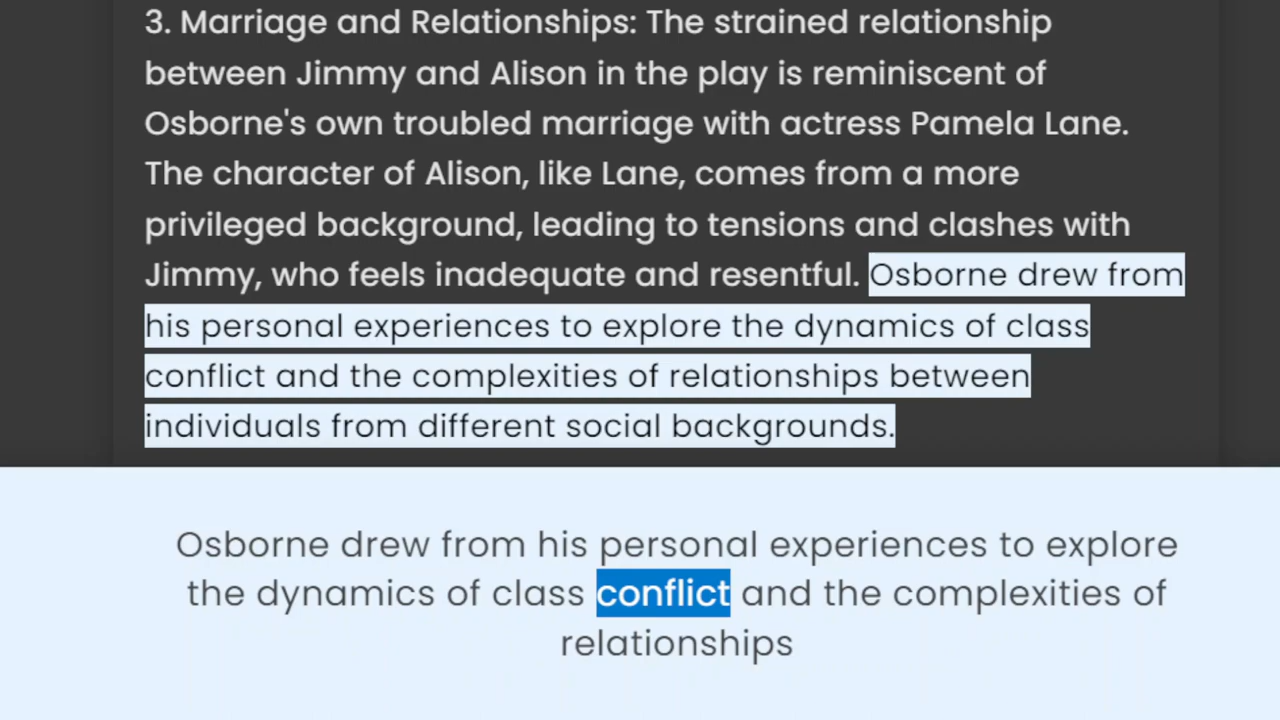 3. Marriage and Relationships: The strained relationship
between Jimmy and Alison in the play is reminiscent of
Osborne's own troubled marriage with actress Pamela Lane.
The character of Alison, like Lane, comes from a more
privileged background, leading to tensions and clashes with
Jimmy, who feels inadequate and resentful. Osborne drew from
his personal experiences to explore the dynamics of class
conflict and the complexities of relationships between
individuals from different social backgrounds.
Osborne drew from his personal experiences to explore
the dynamics of class conflict and the complexities of
relationships